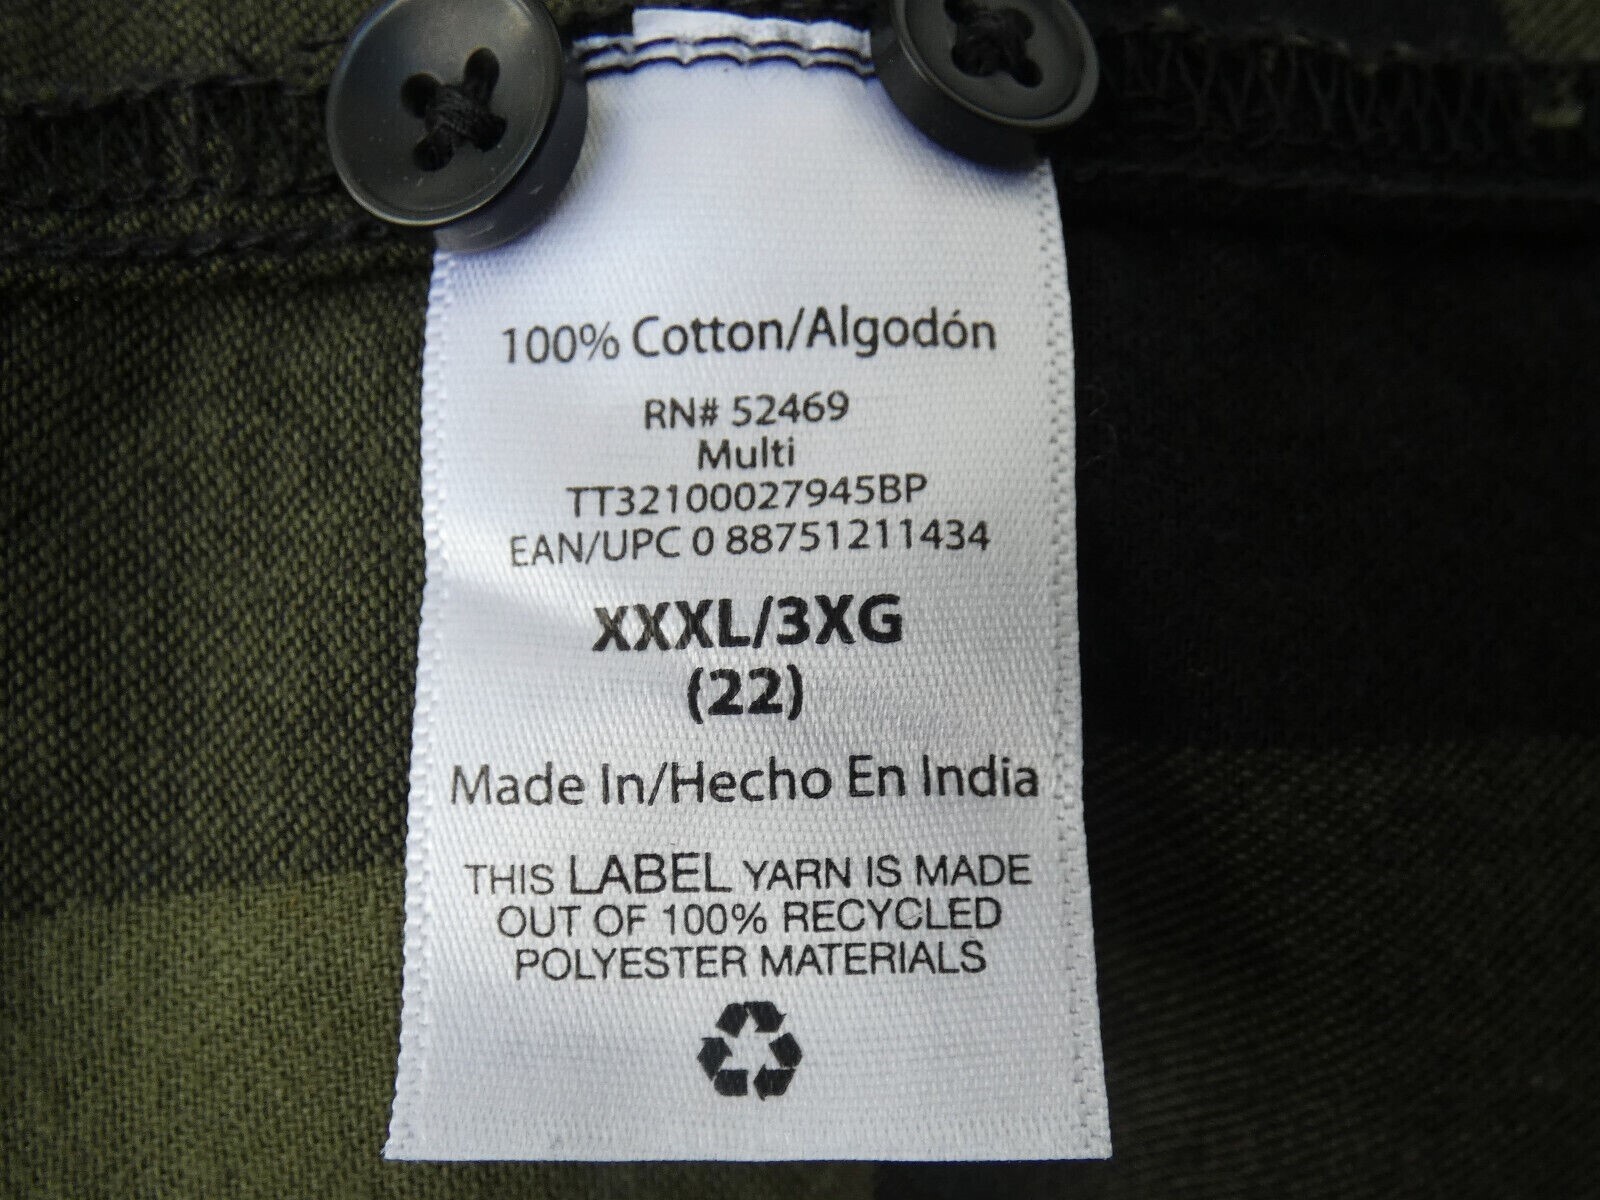 100% Cotton/Algodón
RN# 52469
Multi
TT32100027945BP
EAN/UPC 0 88751211434
XXXL/3XG
(22)
Made In/Hecho En India
THIS LABEL YARN IS MADE
OUT OF 100% RECYCLED
POLYESTER MATERIALS